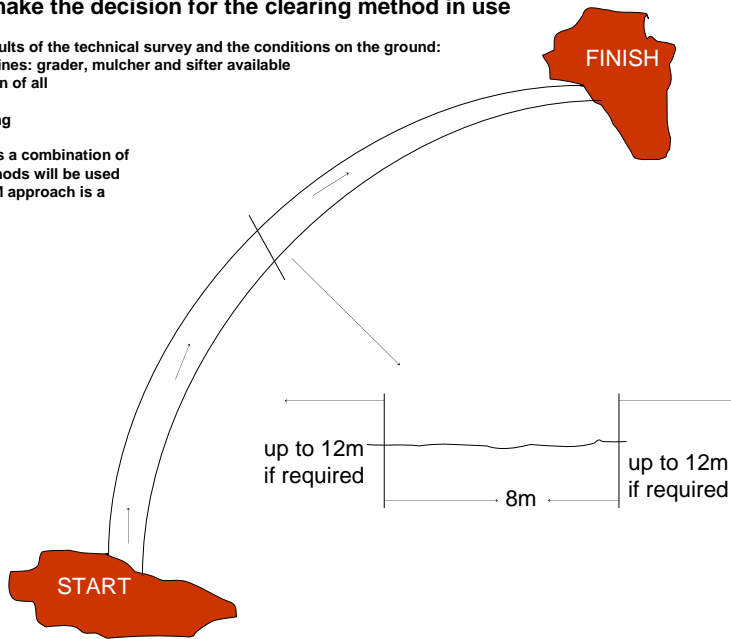 make the decision for the clearing method in use
ults of the technical survey and the conditions on the ground:
ines: grader, mulcher and sifter available
n of all
g
s a combination of
nods will be used
M approach is a
FINISH
up to 12m
if required
8m
up to 12m
if required
START